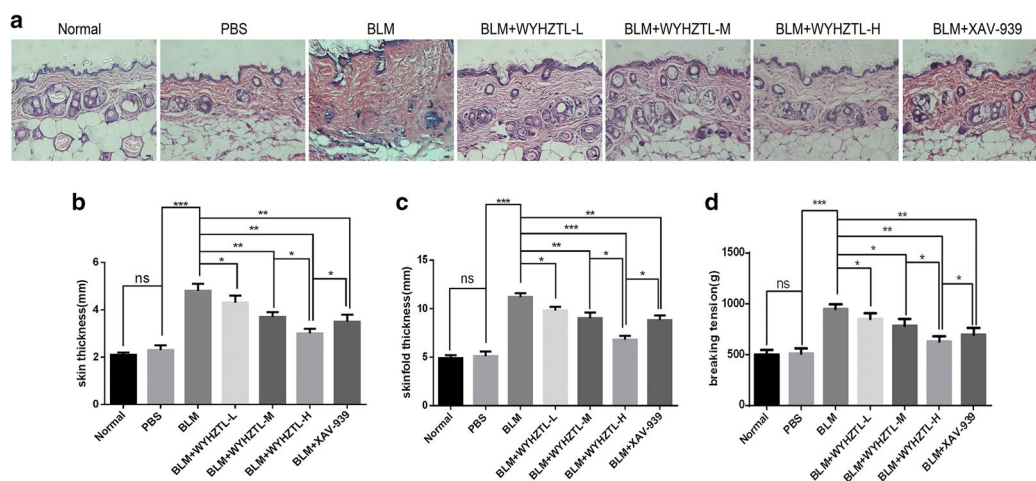 a
Normal
PBS
BLM
BLM+WYHZTL-L
BLM+WYHZTL-M
BLM+WYHZTL-H
BLM+XAV-939
b
skin thickness(mm)
6
4
2
0
ns
***
**
**
**
*
*
*
Normal
PBS
BLM
BLM+WYHZTL-L
BLM+WYHZTL-M
BLM+WYHZTL-H
BLM+XAV-939
c
skinfold thickness(mm)
15
10
5
0
ns
***
**
***
**
*
*
*
Normal
PBS
BLM
BLM+WYHZTL-L
BLM+WYHZTL-M
BLM+WYHZTL-H
BLM+XAV-939
d
breaking tension(g)
1500
1000
500
0
ns
***
**
**
*
*
*
*
Normal
PBS
BLM
BLM+WYHZTL-L
BLM+WYHZTL-M
BLM+WYHZTL-H
BLM+XAV-939